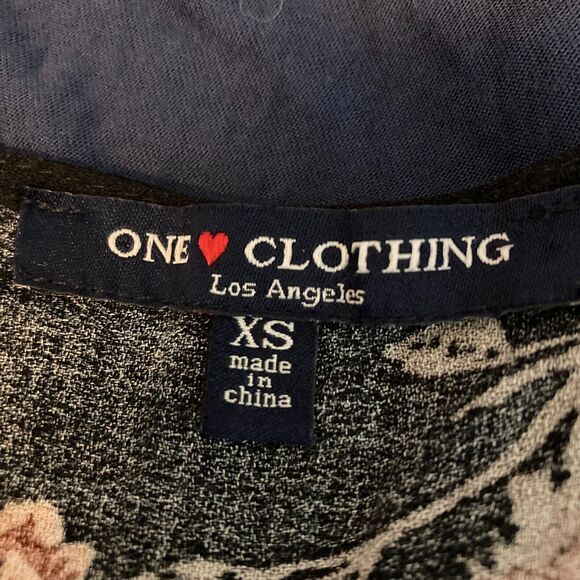 ONE ♥ CLOTHING
Los Angeles
XS
made
in
china